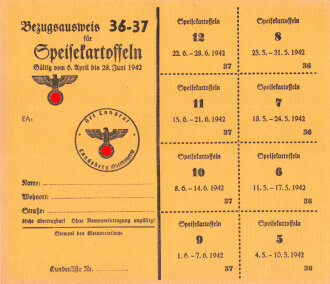 Bezugsausweis 36-37
für
Speisekartoffeln
Gültig vom 6. April bis 28. Juni 1942
EA:
Der Landrat
Name:
Wohnort:
Straße:
Nicht übertragbar! Ohne Namenseintragung ungültig!
Stempel des Kleinverteilers:
Kundenliste Nr.
Speisekartoffeln
12
22. 6. - 28. 6. 1942
37
Speisekartoffeln
8
25. 5. - 31. 5. 1942
36
Speisekartoffeln
11
15. 6. - 21. 6. 1942
37
Speisekartoffeln
7
18. 5. - 24. 5. 1942
36
Speisekartoffeln
10
8. 6. - 14. 6. 1942
37
Speisekartoffeln
6
11. 5. - 17. 5. 1942
36
Speisekartoffeln
9
1. 6. - 7. 6. 1942
37
Speisekartoffeln
5
4. 5. - 10. 5. 1942
36